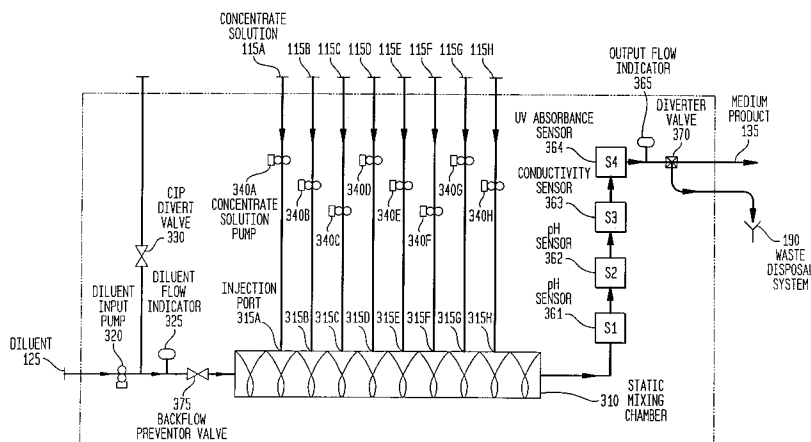 CONCENTRATE
SOLUTION
115A
115B
115C
115D
115E
115F
115G
115H
OUTPUT FLOW
INDICATOR
365
DIVERTER
VALVE
370
MEDIUM
PRODUCT
135
UV ABSORBANCE
SENSOR
364
S4
CONDUCTIVITY
SENSOR
363
S3
pH
SENSOR
362
S2
pH
SENSOR
361
S1
190
WASTE
DISPOSAL
SYSTEM
340A
CONCENTRATE
SOLUTION
PUMP
340B
340C
340D
340E
340F
340G
340H
CIP
DIVERT
VALVE
330
DILUENT
FLOW
INDICATOR
325
DILUENT
INPUT
PUMP
320
DILUENT
125
INJECTION
PORT
315A
315B
315C
315D
315E
315F
315G
315H
375
BACKFLOW
PREVENTOR VALVE
310
STATIC
MIXING
CHAMBER